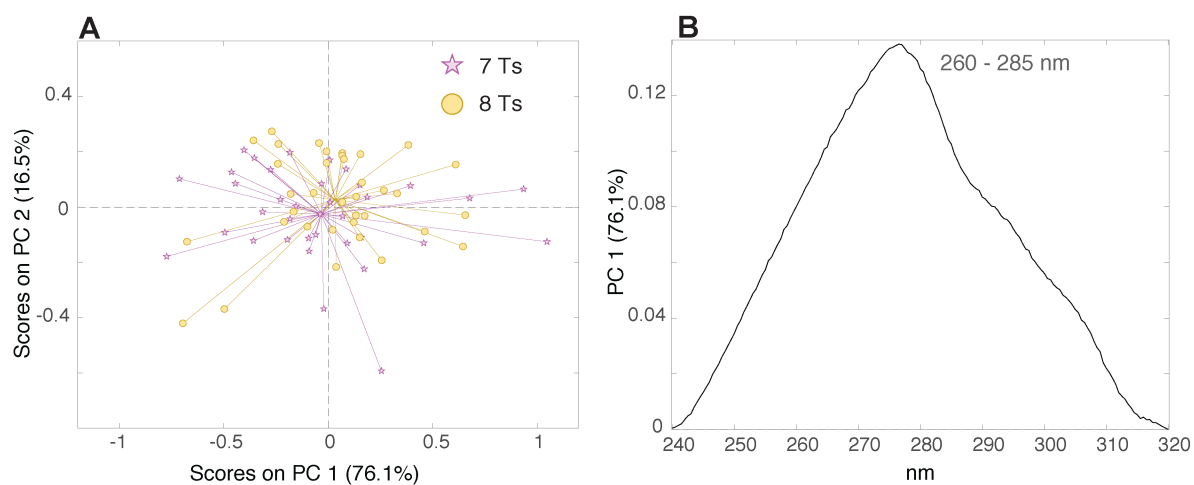 A
7 Ts
8 Ts
0.4
0
-0.4
Scores on PC 2 (16.5%)
-1
-0.5
0
0.5
1
Scores on PC 1 (76.1%)
B
260 - 285 nm
0.12
0.08
0.04
0
PC 1 (76.1%)
240
250
260
270
280
290
300
310
320
nm